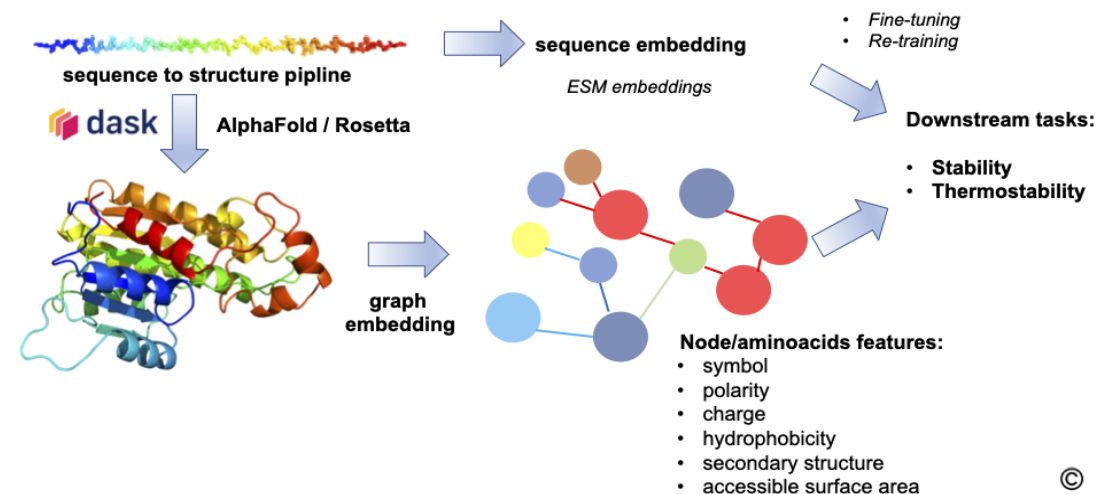 sequence to structure pipline
dask
AlphaFold / Rosetta
sequence embedding
ESM embeddings
• Fine-tuning
• Re-training
Downstream tasks:
• Stability
• Thermostability
graph
embedding
Node/aminoacids features:
• symbol
• polarity
• charge
• hydrophobicity
• secondary structure
• accessible surface area
©